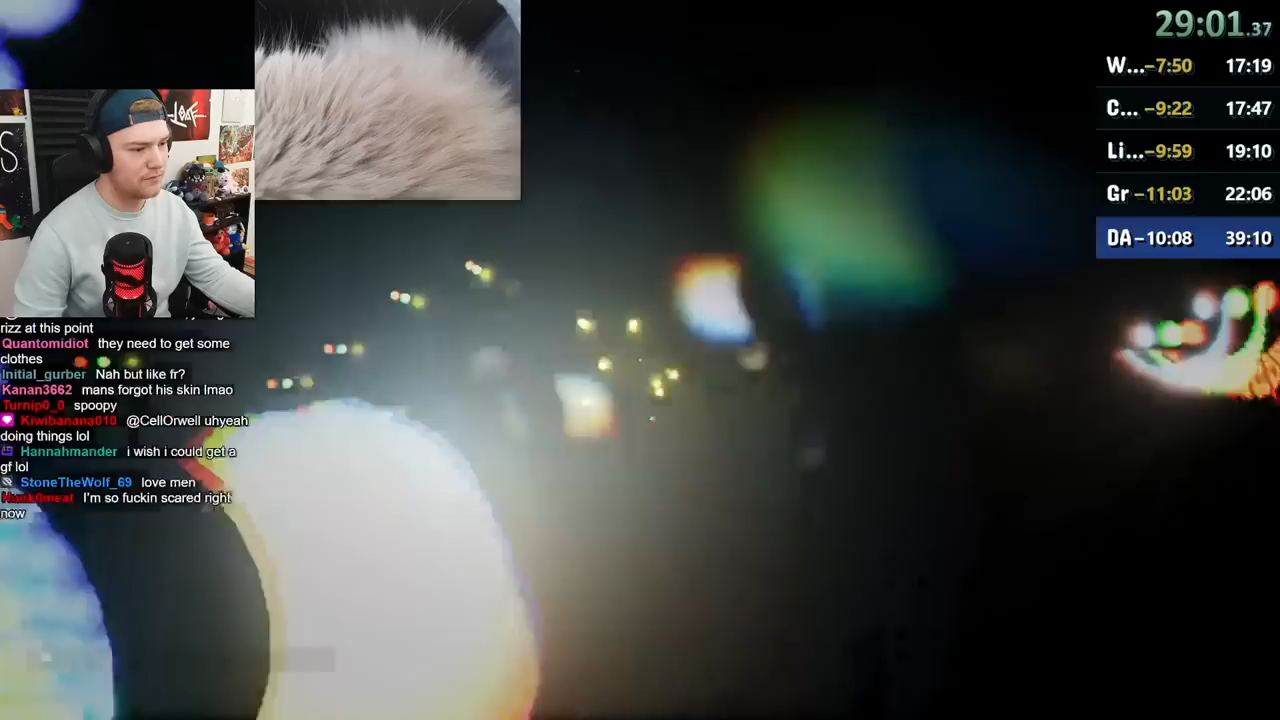 29:01.37
W... -7:50 17:19
C... -9:22 17:47
Li... -9:59 19:10
Gr -11:03 22:06
DA -10:08 39:10
S
rizz at this point
Quantomidiot they need to get some
clothes
Initial_gurber Nah but like fr?
Kanan3662 mans forgot his skin lmao
Turnip0_0 spoopy
Kiwibanana010 @CellOrwell uhyeah
doing things lol
Hannahmander i wish i could get a
gf lol
StoneTheWolf_69 love men
I'm so fuckin scared right
now